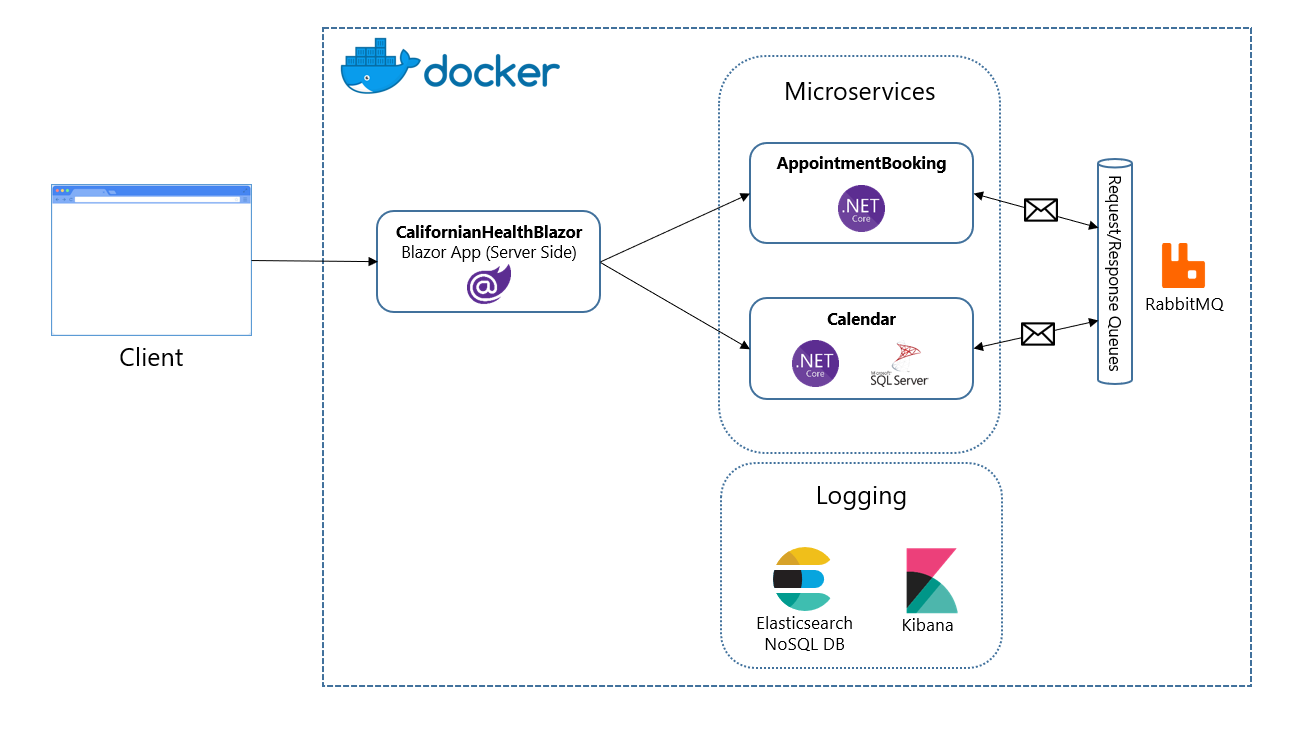 docker
Microservices
AppointmentBooking
.NET
Core
CalifornianHealthBlazor
Blazor App (Server Side)
@
Client
Calendar
.NET
Core
Microsoft
SQL Server
Request/Response Queues
RabbitMQ
Logging
Elasticsearch
NoSQL DB
Kibana